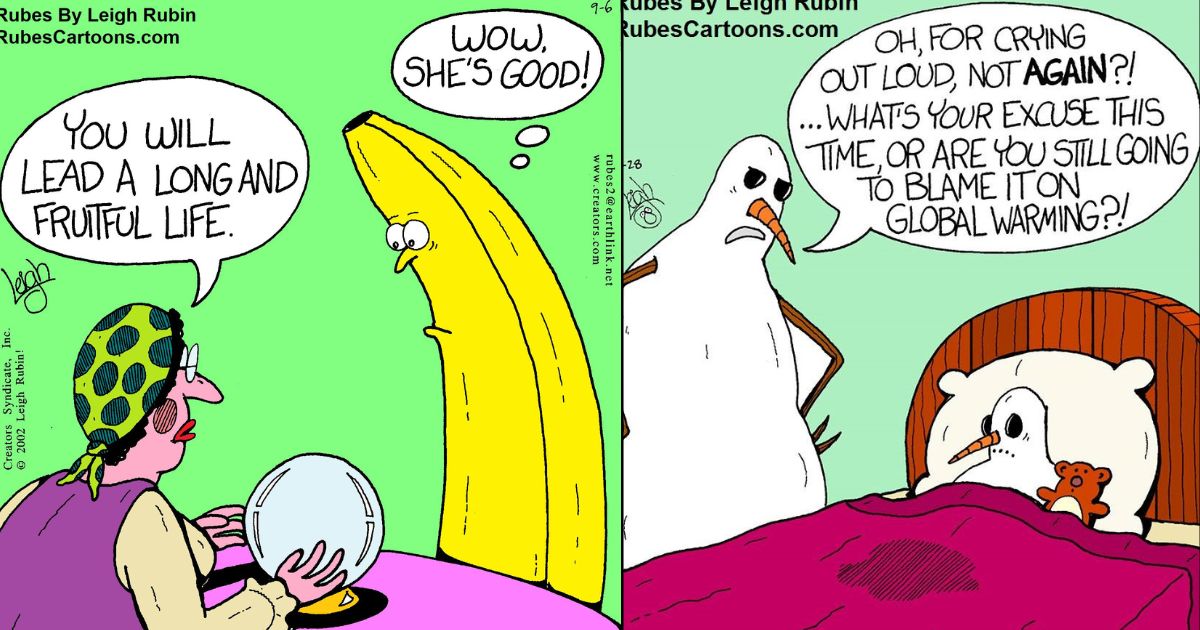 Rubes By Leigh Rubin
RubesCartoons.com
9-6
WOW,
SHE'S GOOD!
YOU WILL
LEAD A LONG AND
FRUITFUL LIFE.
Leigh
Creators Syndicate, Inc.
© 2002 Leigh Rubin!
rubes2@earthlink.net
www.creators.com
Rubes By Leigh Rubin
RubesCartoons.com
OH, FOR CRYING
OUT LOUD, NOT AGAIN?!
...WHAT'S YOUR EXCUSE THIS
TIME, OR ARE YOU STILL GOING
TO BLAME IT ON
GLOBAL WARMING?!
-28